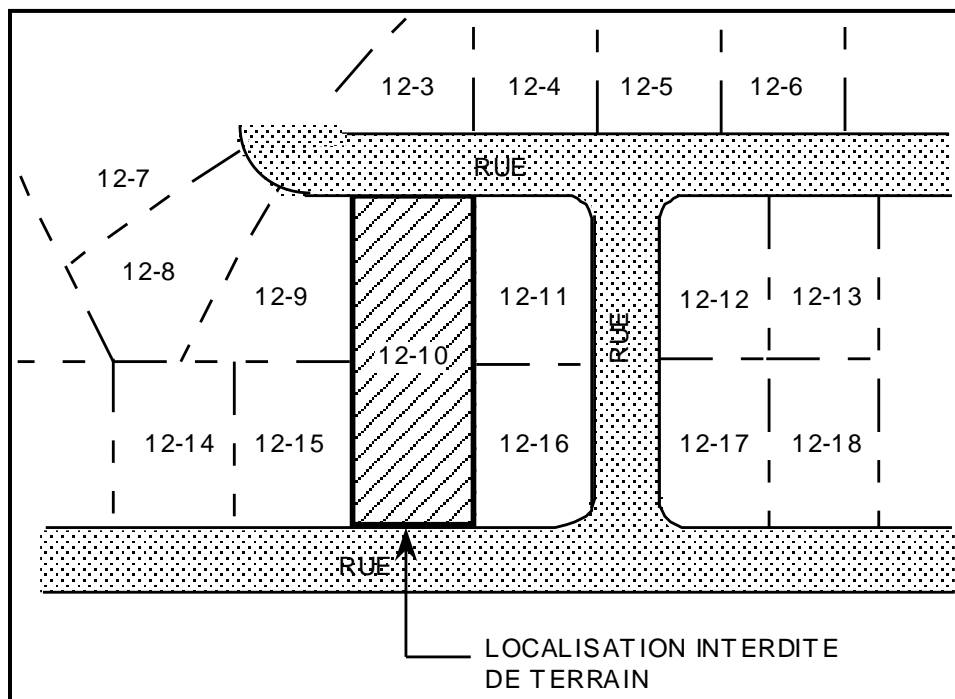 12-3 12-4 12-5 12-6
RUE
12-7
12-8
12-9
12-11
12-12 12-13
RUE
12-10
12-14 12-15
12-16
12-17 12-18
RUE
LOCALISATION INTERDITE
DE TERRAIN